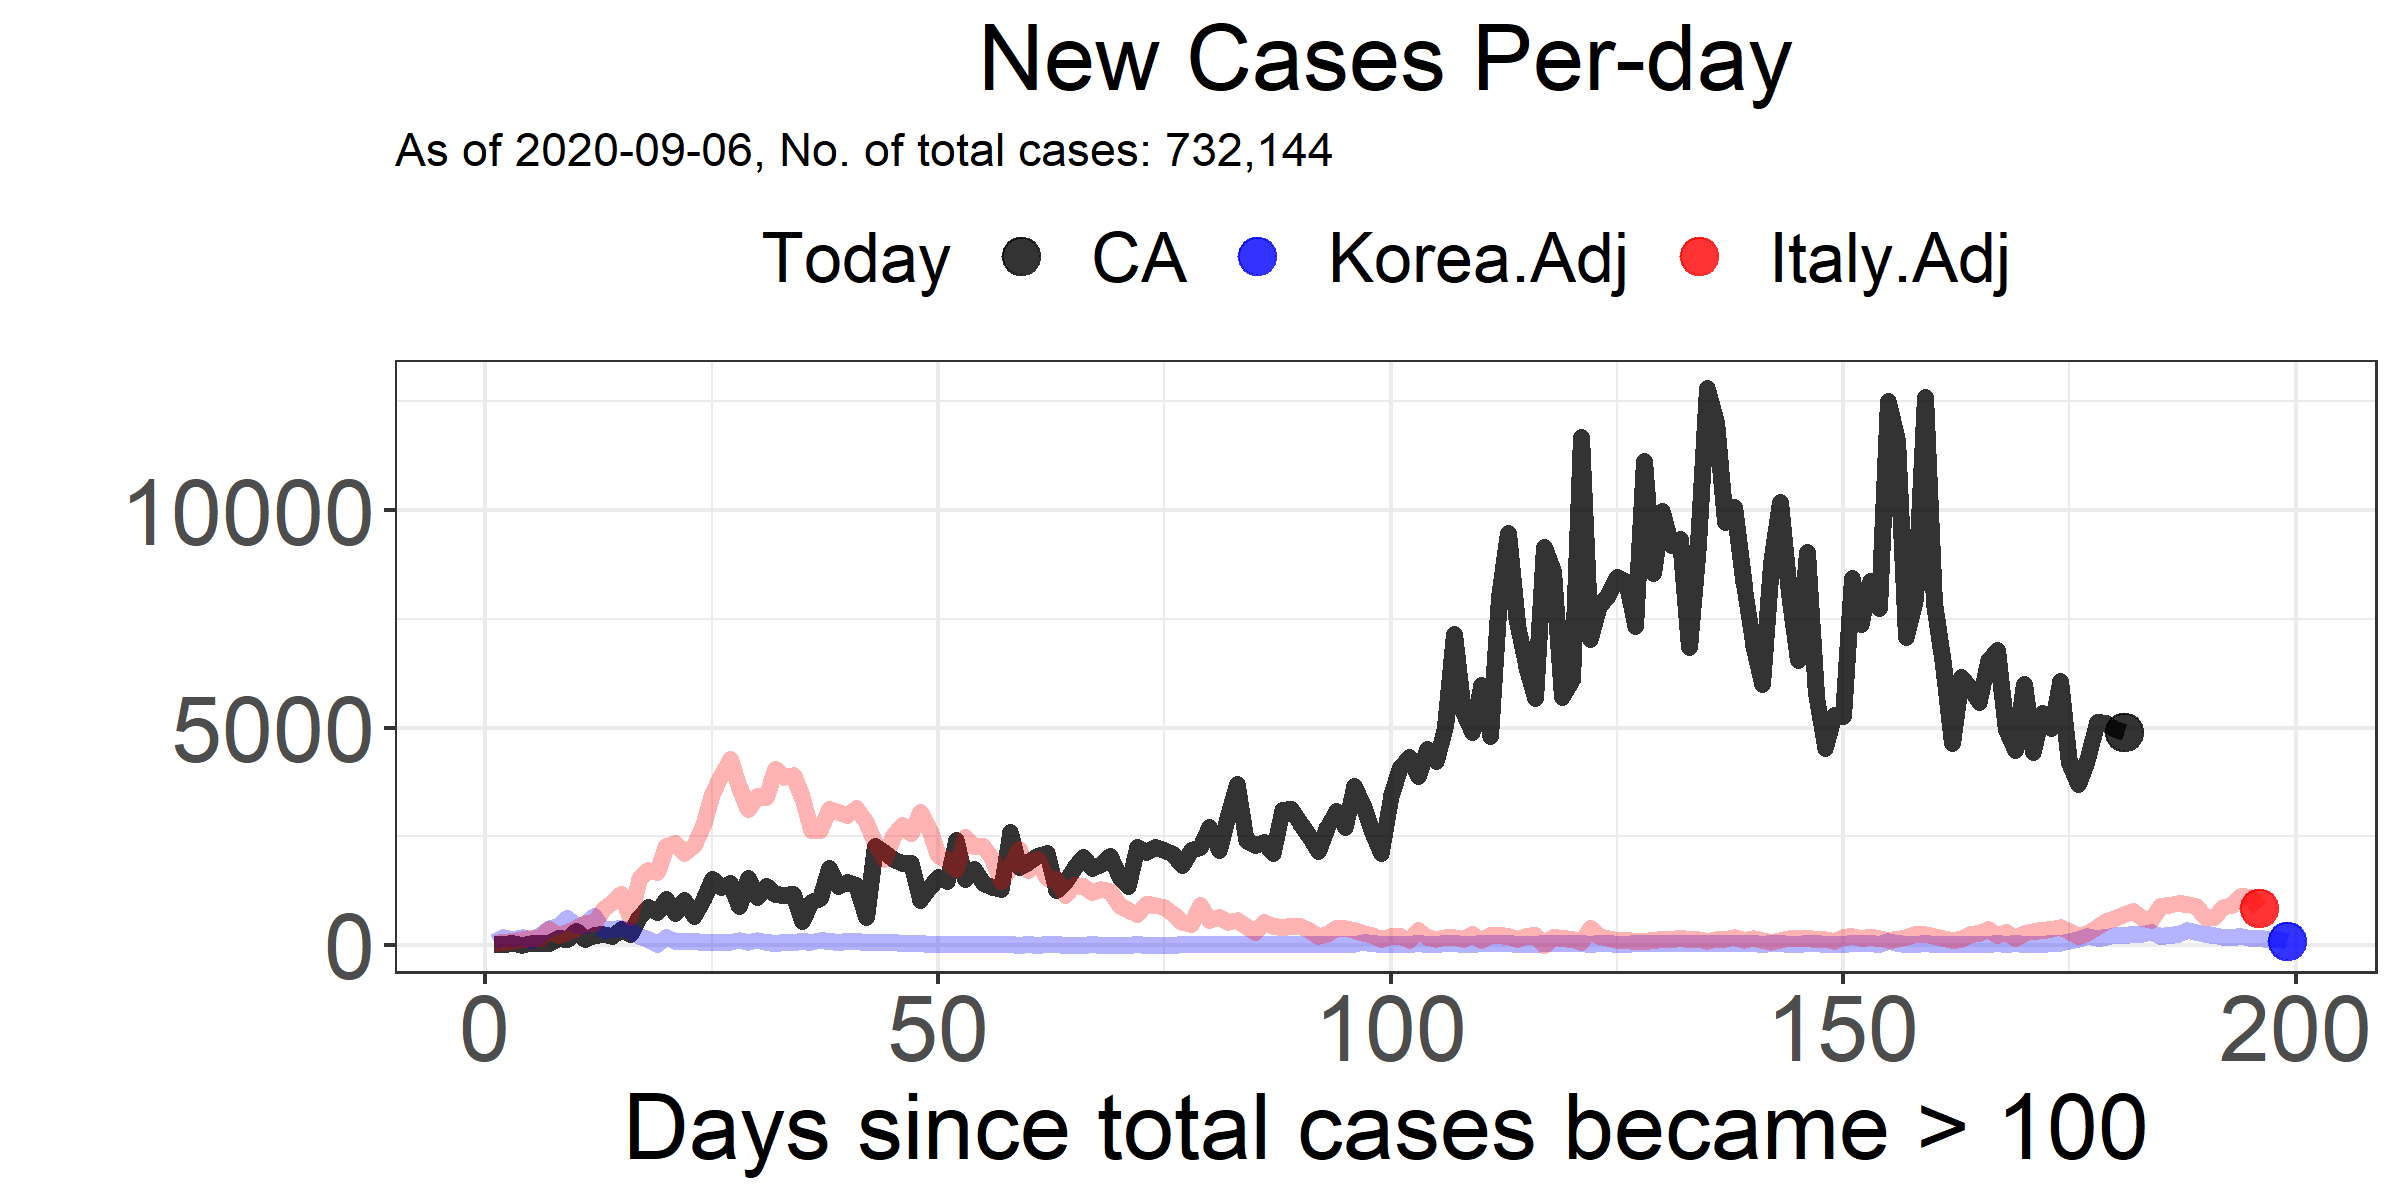 New Cases Per-day
As of 2020-09-06, No. of total cases: 732,144
Today CA Korea.Adj Italy.Adj
10000
5000
0
0 50 100 150 200
Days since total cases became > 100